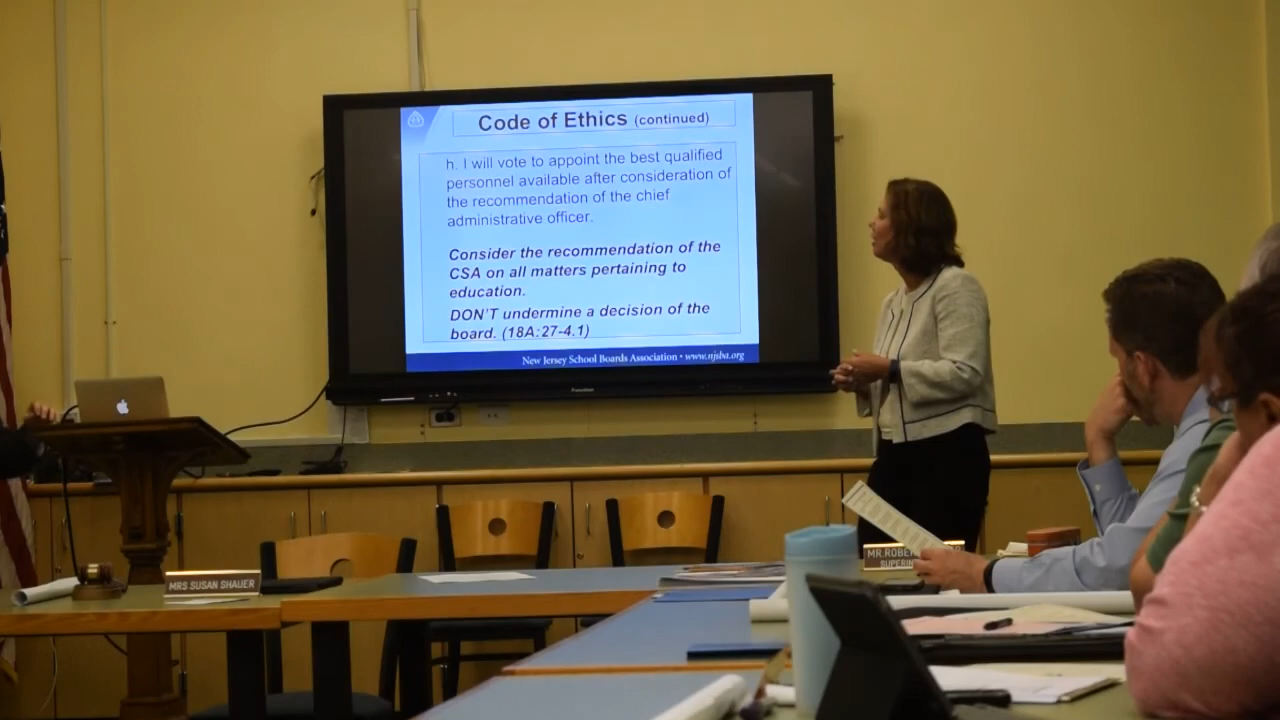 Code of Ethics (continued)
h. I will vote to appoint the best qualified
personnel available after consideration of
the recommendation of the chief
administrative officer.
Consider the recommendation of the
CSA on all matters pertaining to
education.
DON'T undermine a decision of the
board. (18A:27-4.1)
New Jersey School Boards Association • www.njsba.org
MRS SUSAN SHAUER
MR.ROBE
SUPERIN